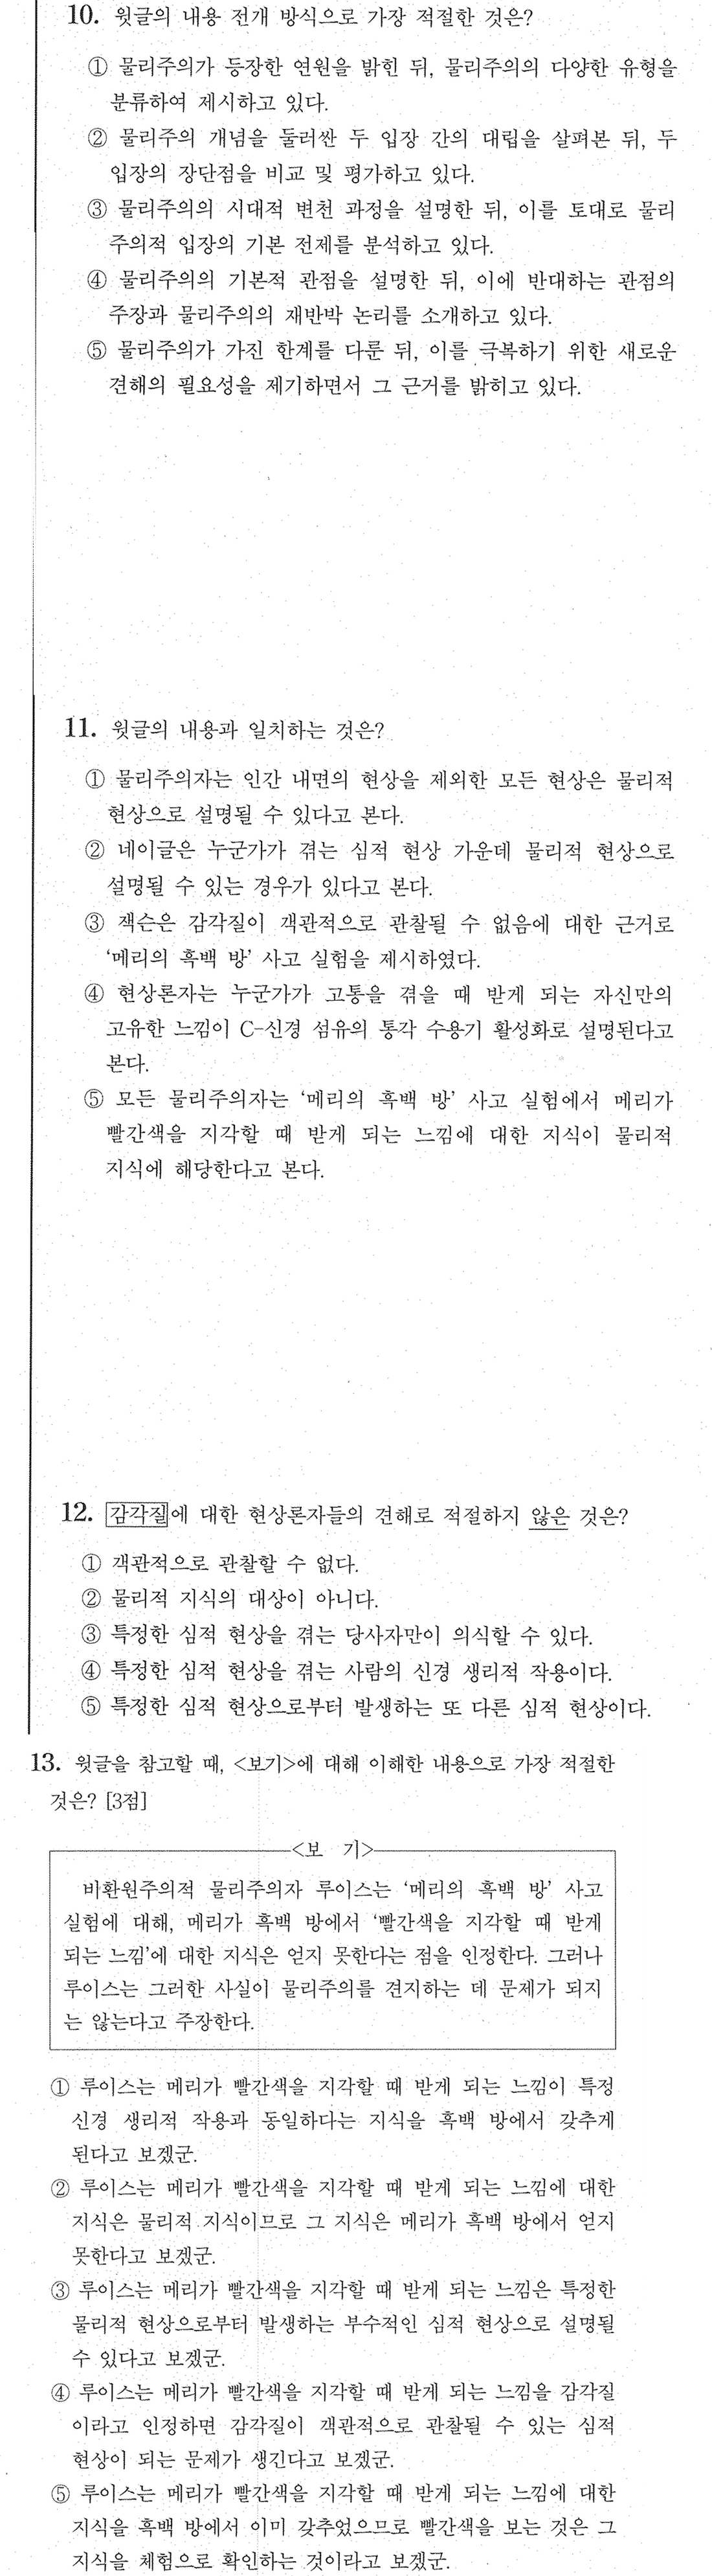 10. 윗글의 내용 전개 방식으로 가장 적절한 것은?
① 물리주의가 등장한 연원을 밝힌 뒤, 물리주의의 다양한 유형을
분류하여 제시하고 있다.
② 물리주의 개념을 둘러싼 두 입장 간의 대립을 살펴본 뒤, 두
입장의 장단점을 비교 및 평가하고 있다.
③ 물리주의의 시대적 변천 과정을 설명한 뒤, 이를 토대로 물리
주의적 입장의 기본 전제를 분석하고 있다.
④ 물리주의의 기본적 관점을 설명한 뒤, 이에 반대하는 관점의
주장과 물리주의의 재반박 논리를 소개하고 있다.
⑤ 물리주의가 가진 한계를 다룬 뒤, 이를 극복하기 위한 새로운
견해의 필요성을 제기하면서 그 근거를 밝히고 있다.
11. 윗글의 내용과 일치하는 것은?
① 물리주의자는 인간 내면의 현상을 제외한 모든 현상은 물리적
현상으로 설명될 수 있다고 본다.
② 네이글은 누군가가 겪는 심적 현상 가운데 물리적 현상으로
설명될 수 있는 경우가 있다고 본다.
③ 잭슨은 감각질이 객관적으로 관찰될 수 없음에 대한 근거로
‘메리의 흑백 방’ 사고 실험을 제시하였다.
④ 현상론자는 누군가가 고통을 겪을 때 받게 되는 자신만의
고유한 느낌이 C-신경 섬유의 통각 수용기 활성화로 설명된다고
본다.
⑤ 모든 물리주의자는 ‘메리의 흑백 방’ 사고 실험에서 메리가
빨간색을 지각할 때 받게 되는 느낌에 대한 지식이 물리적
지식에 해당한다고 본다.
12. 감각질에 대한 현상론자들의 견해로 적절하지 않은 것은?
① 객관적으로 관찰할 수 없다.
② 물리적 지식의 대상이 아니다.
③ 특정한 심적 현상을 겪는 당사자만이 의식할 수 있다.
④ 특정한 심적 현상을 겪는 사람의 신경 생리적 작용이다.
⑤ 특정한 심적 현상으로부터 발생하는 또 다른 심적 현상이다.
13. 윗글을 참고할 때, <보기>에 대해 이해한 내용으로 가장 적절한
것은? [3점]
<보 기>
비환원주의적 물리주의자 루이스는 ‘메리의 흑백 방’ 사고
실험에 대해, 메리가 흑백 방에서 ‘빨간색을 지각할 때 받게
되는 느낌’에 대한 지식은 얻지 못한다는 점을 인정한다. 그러나
루이스는 그러한 사실이 물리주의를 견지하는 데 문제가 되지
는 않는다고 주장한다.
① 루이스는 메리가 빨간색을 지각할 때 받게 되는 느낌이 특정
신경 생리적 작용과 동일하다는 지식을 흑백 방에서 갖추게
된다고 보겠군.
② 루이스는 메리가 빨간색을 지각할 때 받게 되는 느낌에 대한
지식은 물리적 지식이므로 그 지식은 메리가 흑백 방에서 얻지
못한다고 보겠군.
③ 루이스는 메리가 빨간색을 지각할 때 받게 되는 느낌은 특정한
물리적 현상으로부터 발생하는 부수적인 심적 현상으로 설명될
수 있다고 보겠군.
④ 루이스는 메리가 빨간색을 지각할 때 받게 되는 느낌을 감각질
이라고 인정하면 감각질이 객관적으로 관찰될 수 있는 심적
현상이 되는 문제가 생긴다고 보겠군.
⑤ 루이스는 메리가 빨간색을 지각할 때 받게 되는 느낌에 대한
지식을 흑백 방에서 이미 갖추었으므로 빨간색을 보는 것은 그
지식을 체험으로 확인하는 것이라고 보겠군.